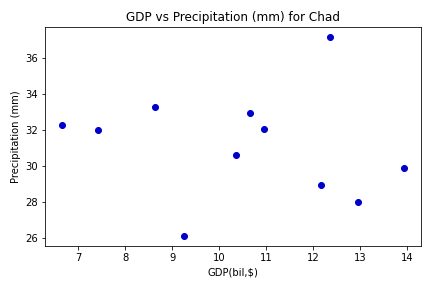 GDP vs Precipitation (mm) for Chad
Precipitation (mm)
36
34
32
30
28
26
7 8 9 10 11 12 13 14
GDP(bil,$)